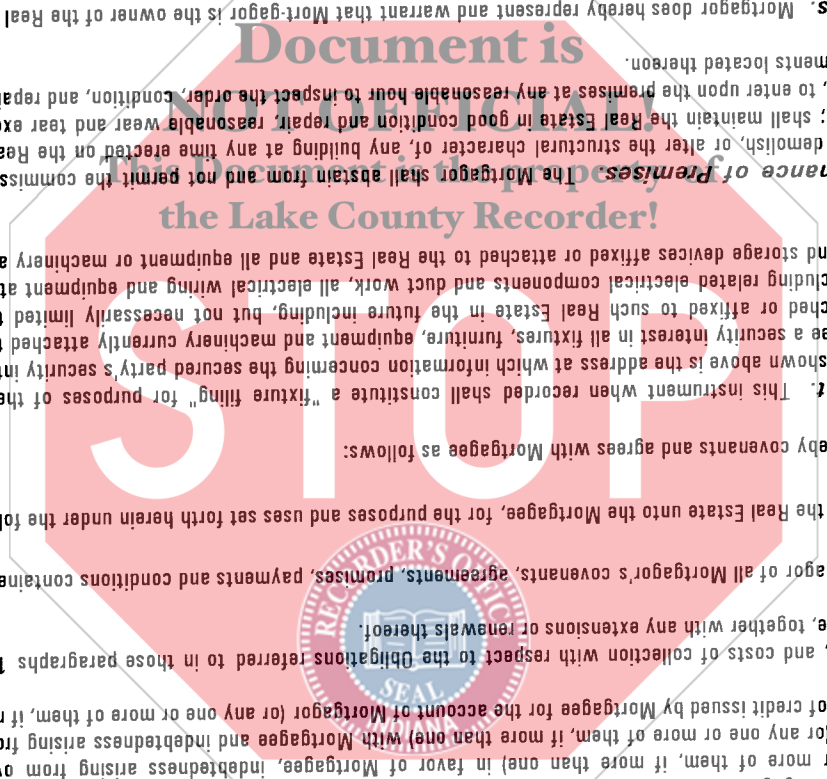 Document is
NOT OFFICIAL!
This Document is the property of
the Lake County Recorder!
STOP
RECORDER'S OFFICE
SEAL
INDIANA
r more of them, if more than one) in favor of Mortgagee, indebtedness arising from ov
or any one or more of them, if more than one) with Mortgagee and indebtedness arising fro
of credit issued by Mortgagee for the account of Mortgagor (or any one or more of them, if
, and costs of collection with respect to the Obligations referred to in those paragraphs
e, together with any extensions or renewals thereof.
agor of all Mortgagor's covenants, agreements, promises, payments and conditions containe
the Real Estate unto the Mortgagee, for the purposes and uses set forth herein under the fol
eby covenants and agrees with Mortgagee as follows:
t. This instrument when recorded shall constitute a "fixture filing" for purposes of the
shown above is the address at which information concerning the secured party's security int
be a security interest in all fixtures, furniture, equipment and machinery currently attached
ched or affixed to such Real Estate in the future including, but not necessarily limited
cluding related electrical components and duct work, all electrical wiring and equipment at
nd storage devices affixed or attached to the Real Estate and all equipment or machinery a
nance of Premises. The Mortgagor shall abstain from and not permit the commiss
demolish, or alter the structural character of, any building at any time erected on the Rea
; shall maintain the Real Estate in good condition and repair, reasonable wear and tear exc
, to enter upon the premises at any reasonable hour to inspect the order, condition, and repai
ments located thereon.
s. Mortgagor does hereby represent and warrant that Mort-gagor is the owner of the Real